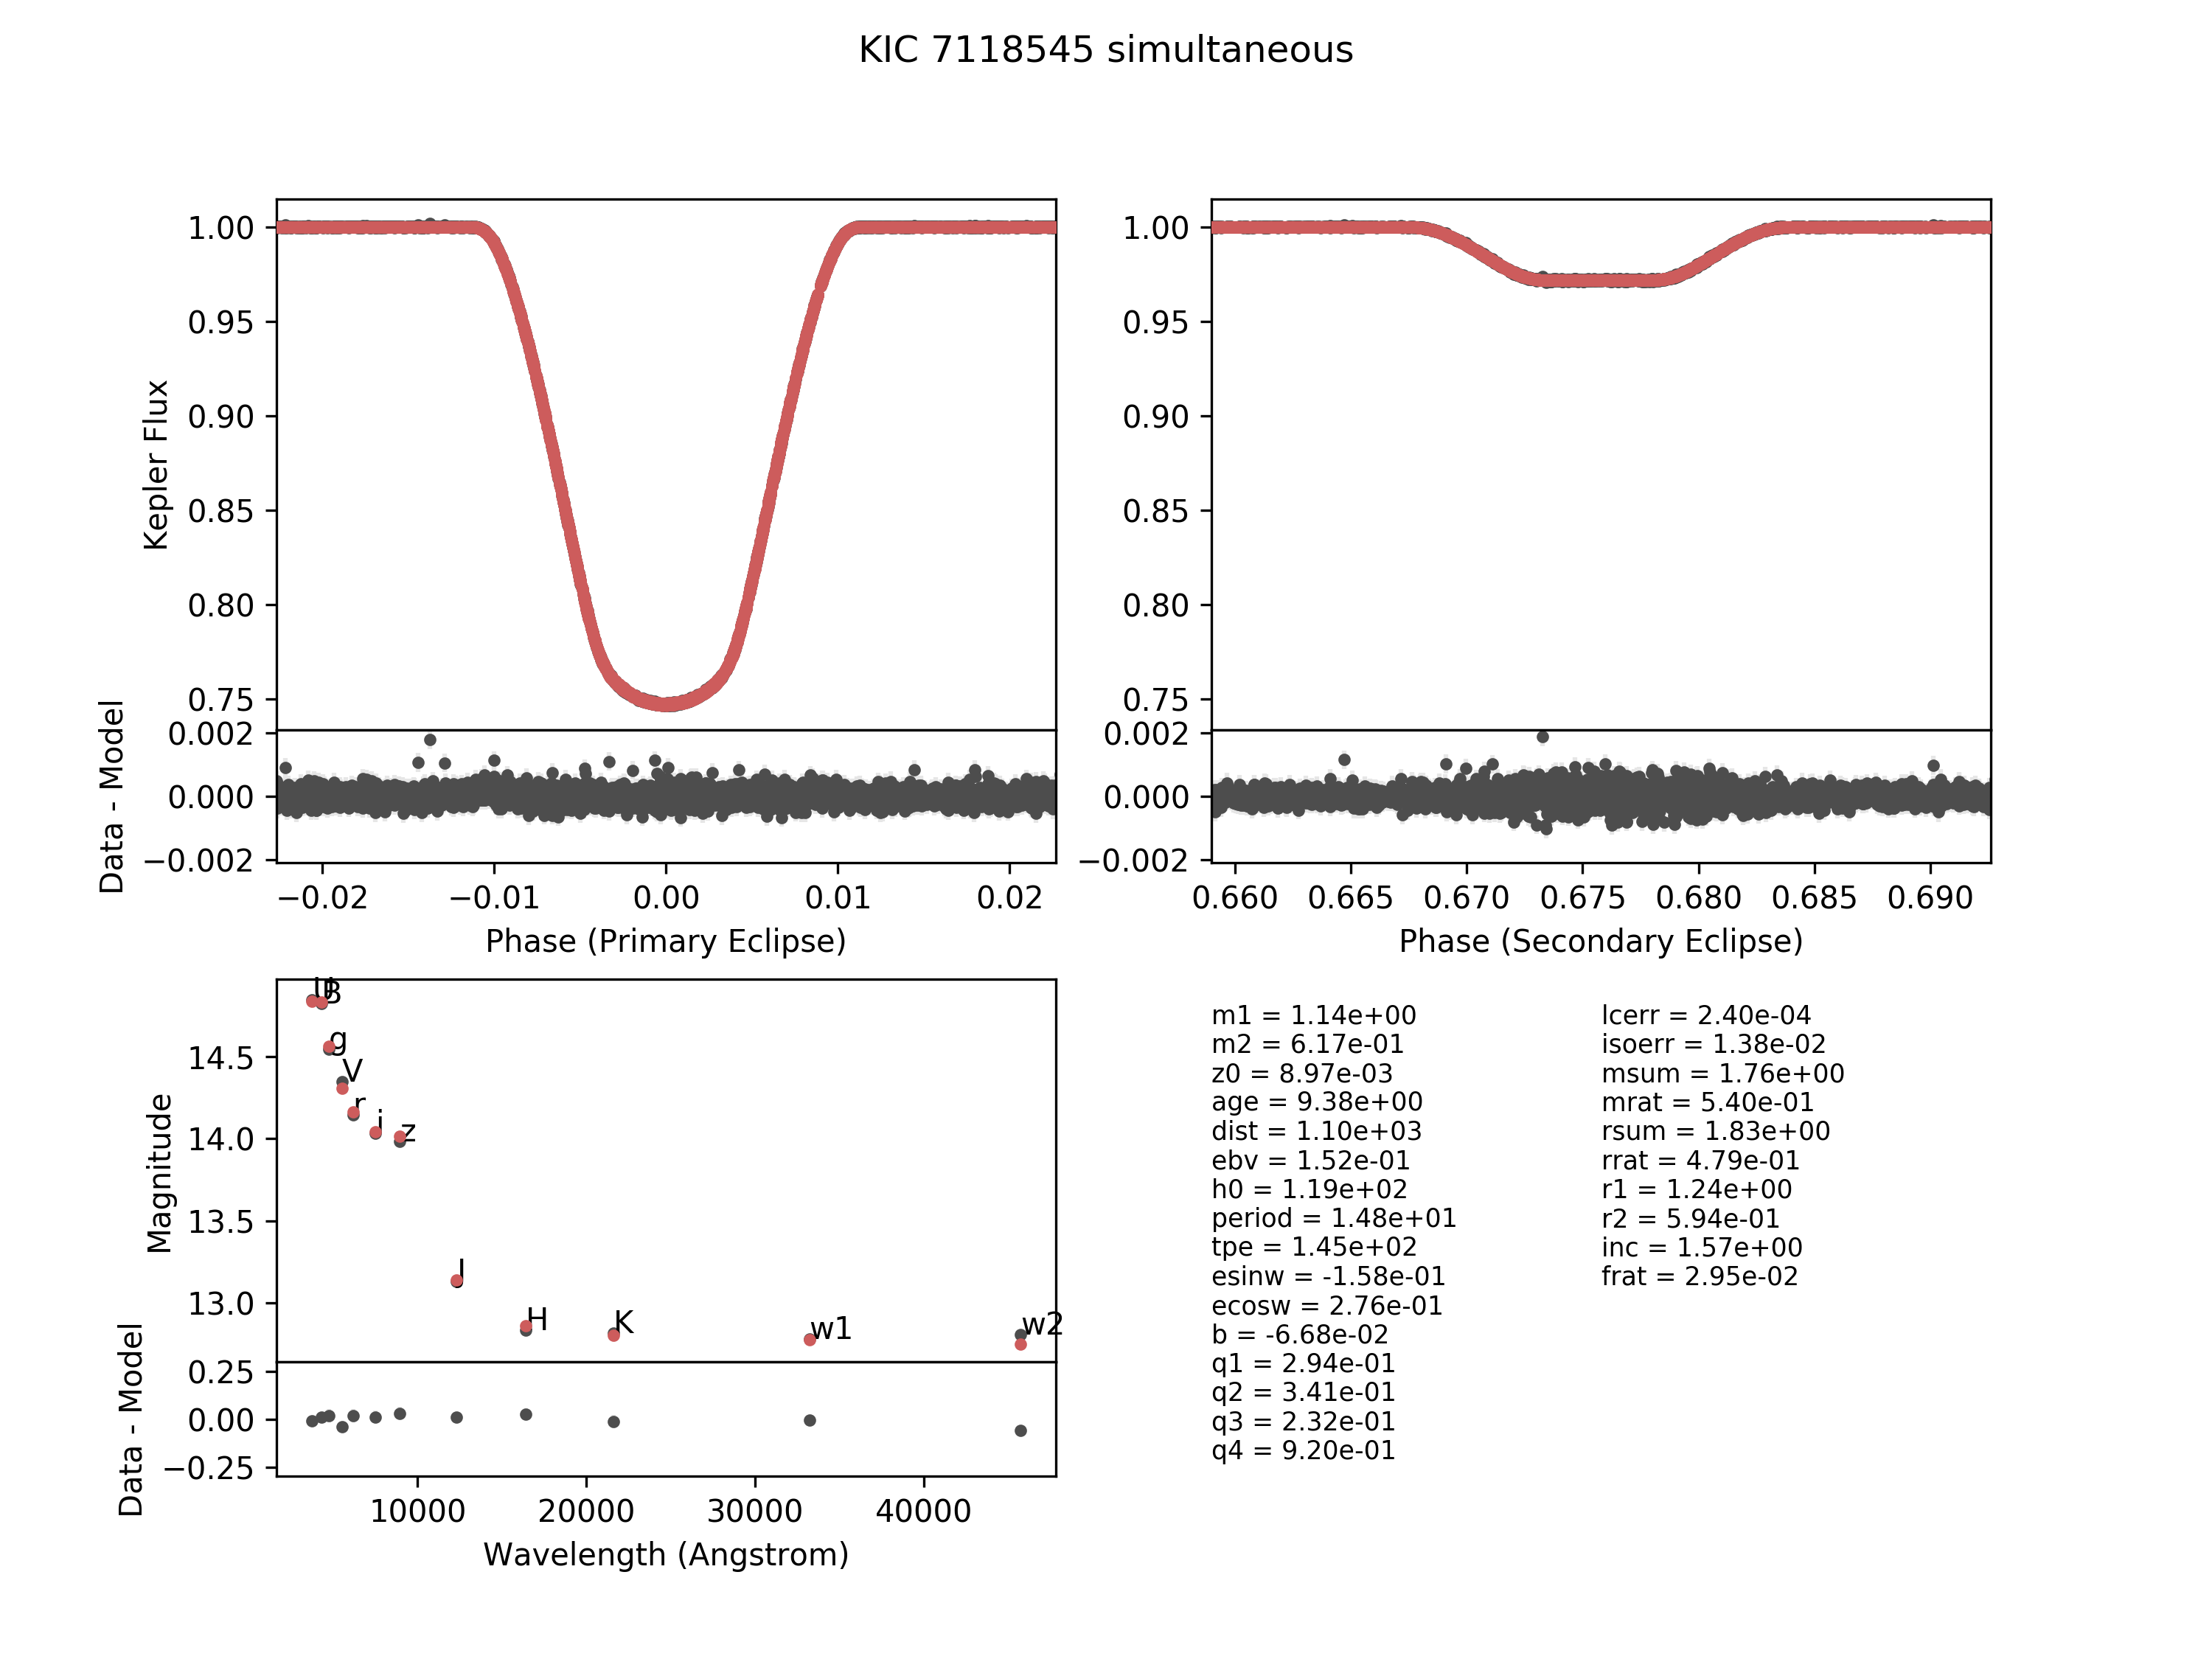 KIC 7118545 simultaneous
1.00
0.95
0.90
0.85
0.80
0.75
Kepler Flux
0.002
0.000
−0.002
Data - Model
−0.02 −0.01 0.00 0.01 0.02
Phase (Primary Eclipse)
1.00
0.95
0.90
0.85
0.80
0.75
0.002
0.000
−0.002
0.660 0.665 0.670 0.675 0.680 0.685 0.690
Phase (Secondary Eclipse)
14.5
14.0
13.5
13.0
Magnitude
U
B
g
V
r
i
z
J
H
K
w1
w2
0.25
0.00
−0.25
Data - Model
10000 20000 30000 40000
Wavelength (Angstrom)
m1 = 1.14e+00
m2 = 6.17e-01
z0 = 8.97e-03
age = 9.38e+00
dist = 1.10e+03
ebv = 1.52e-01
h0 = 1.19e+02
period = 1.48e+01
tpe = 1.45e+02
esinw = -1.58e-01
ecosw = 2.76e-01
b = -6.68e-02
q1 = 2.94e-01
q2 = 3.41e-01
q3 = 2.32e-01
q4 = 9.20e-01
lcerr = 2.40e-04
isoerr = 1.38e-02
msum = 1.76e+00
mrat = 5.40e-01
rsum = 1.83e+00
rrat = 4.79e-01
r1 = 1.24e+00
r2 = 5.94e-01
inc = 1.57e+00
frat = 2.95e-02